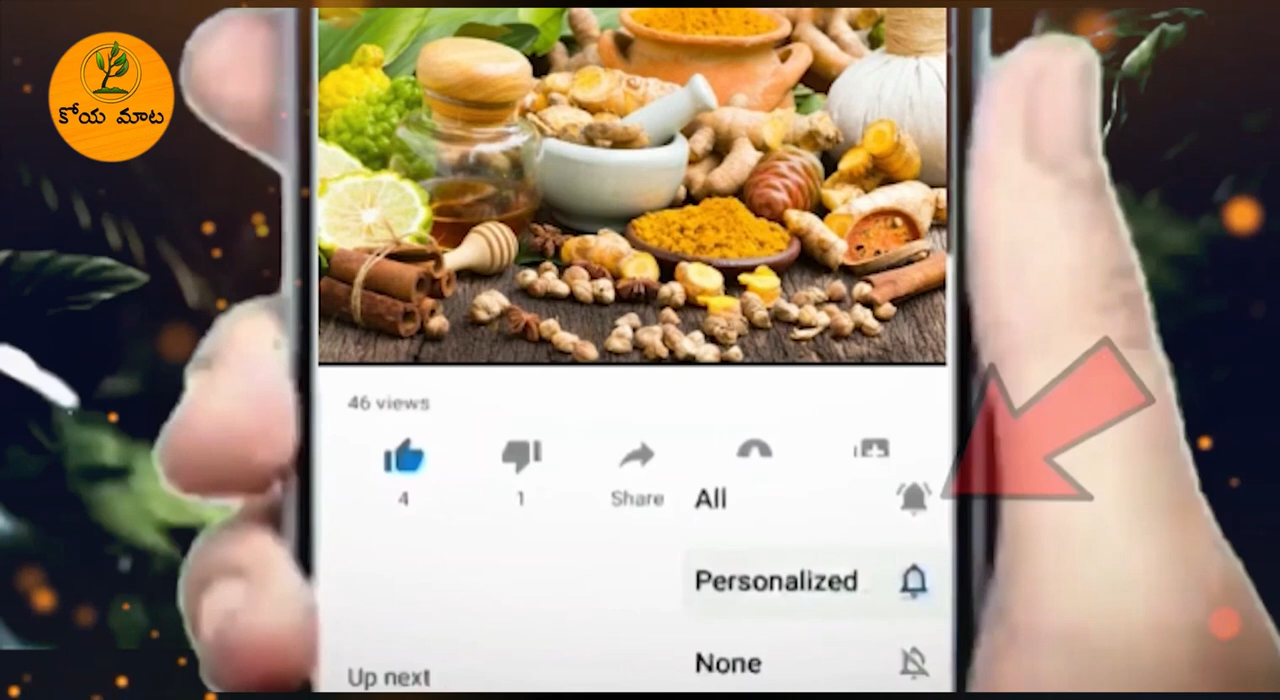 కోయ మాట
46 views
4
1
Share
All
Personalized
None
Up next